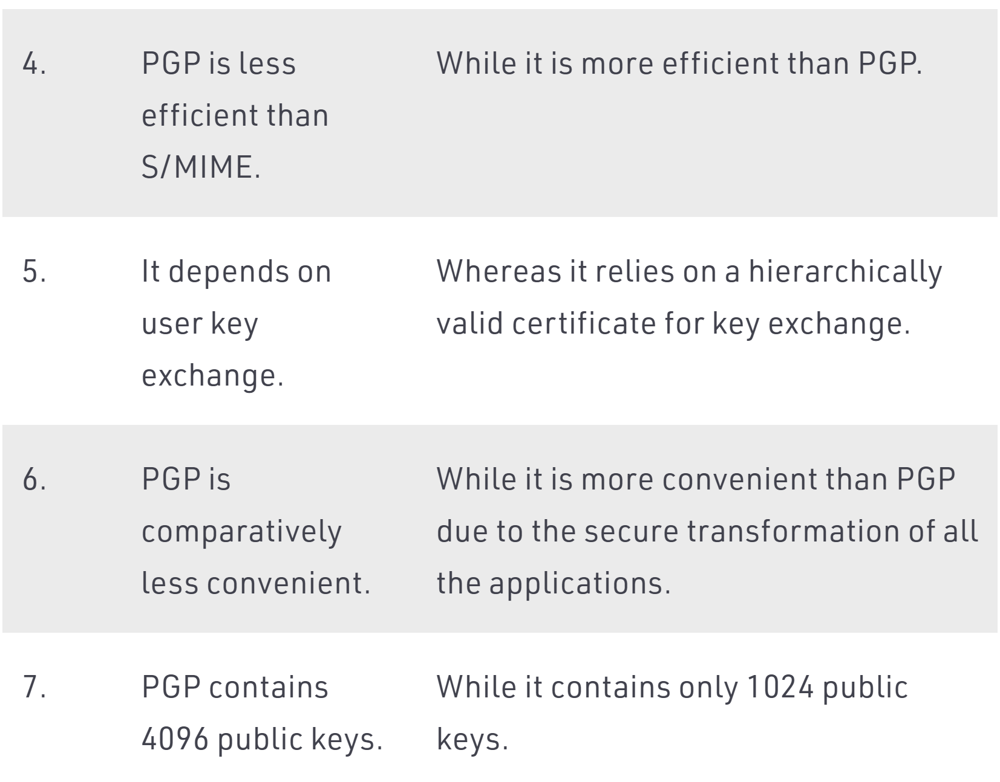 4.
PGP is less
efficient than
S/MIME.
While it is more efficient than PGP.
5.
It depends on
user key
exchange.
Whereas it relies on a hierarchically
valid certificate for key exchange.
6.
PGP is
comparatively
less convenient.
While it is more convenient than PGP
due to the secure transformation of all
the applications.
7.
PGP contains
4096 public keys.
While it contains only 1024 public
keys.